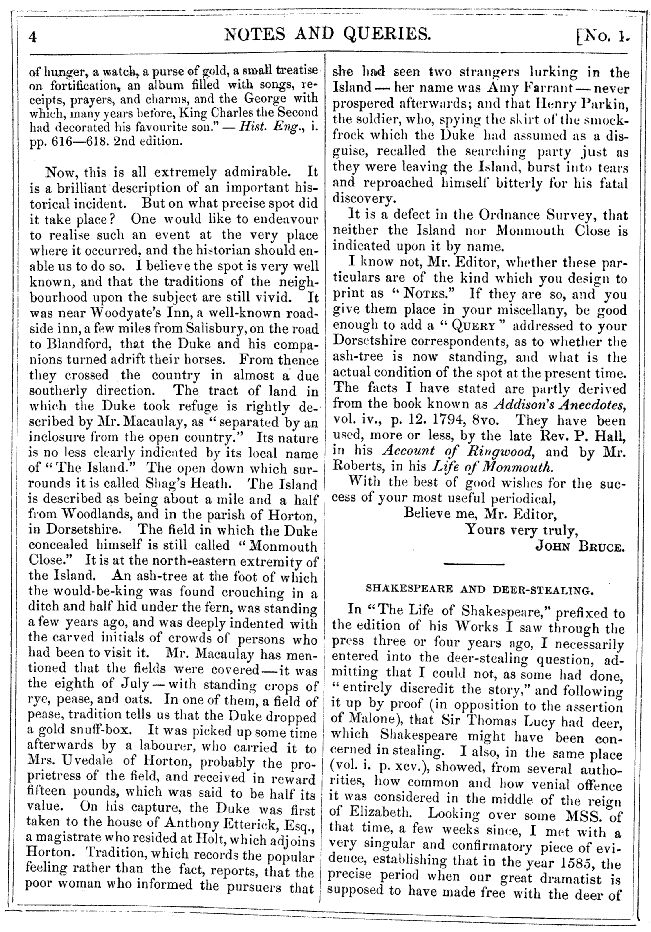 4
NOTES AND QUERIES.
[No. 1.
of hunger, a watch, a purse of gold, a small treatise
on fortification, an album filled with songs, re-
ceipts, prayers, and charms, and the George with
which, many years before, King Charles the Second
had decorated his favourite son." — Hist. Eng., i.
pp. 616—618. 2nd edition.
Now, this is all extremely admirable. It
is a brilliant description of an important his-
torical incident. But on what precise spot did
it take place? One would like to endeavour
to realise such an event at the very place
where it occurred, and the historian should en-
able us to do so. I believe the spot is very well
known, and that the traditions of the neigh-
bourhood upon the subject are still vivid. It
was near Woodyate's Inn, a well-known road-
side inn, a few miles from Salisbury, on the road
to Blandford, that the Duke and his compa-
nions turned adrift their horses. From thence
they crossed the country in almost a due
southerly direction. The tract of land in
which the Duke took refuge is rightly de-
scribed by Mr. Macaulay, as "separated by an
inclosure from the open country." Its nature
is no less clearly indicated by its local name
of "The Island." The open down which sur-
rounds it is called Shag's Heath. The Island
is described as being about a mile and a half
from Woodlands, and in the parish of Horton,
in Dorsetshire. The field in which the Duke
concealed himself is still called "Monmouth
Close." It is at the north-eastern extremity of
the Island. An ash-tree at the foot of which
the would-be-king was found crouching in a
ditch and half hid under the fern, was standing
a few years ago, and was deeply indented with
the carved initials of crowds of persons who
had been to visit it. Mr. Macaulay has men-
tioned that the fields were covered—it was
the eighth of July—with standing crops of
rye, pease, and oats. In one of them, a field of
pease, tradition tells us that the Duke dropped
a gold snuff-box. It was picked up some time
afterwards by a labourer, who carried it to
Mrs. Uvedale of Horton, probably the pro-
prietress of the field, and received in reward
fifteen pounds, which was said to be half its
value. On his capture, the Duke was first
taken to the house of Anthony Etterick, Esq.,
a magistrate who resided at Holt, which adjoins
Horton. Tradition, which records the popular
feeling rather than the fact, reports, that the
poor woman who informed the pursuers that
she had seen two strangers lurking in the
Island—her name was Amy Farrant—never
prospered afterwards; and that Henry Parkin,
the soldier, who, spying the skirt of the smock-
frock which the Duke had assumed as a dis-
guise, recalled the searching party just as
they were leaving the Island, burst into tears
and reproached himself bitterly for his fatal
discovery.
It is a defect in the Ordnance Survey, that
neither the Island nor Monmouth Close is
indicated upon it by name.
I know not, Mr. Editor, whether these par-
ticulars are of the kind which you design to
print as "NOTES." If they are so, and you
give them place in your miscellany, be good
enough to add a "QUERY" addressed to your
Dorsetshire correspondents, as to whether the
ash-tree is now standing, and what is the
actual condition of the spot at the present time.
The facts I have stated are partly derived
from the book known as Addison's Anecdotes,
vol. iv., p. 12. 1794, 8vo. They have been
used, more or less, by the late Rev. P. Hall,
in his Account of Ringwood, and by Mr.
Roberts, in his Life of Monmouth.
With the best of good wishes for the suc-
cess of your most useful periodical,
Believe me, Mr. Editor,
Yours very truly,
JOHN BRUCE.
SHAKESPEARE AND DEER-STEALING.
In "The Life of Shakespeare," prefixed to
the edition of his Works I saw through the
press three or four years ago, I necessarily
entered into the deer-stealing question, ad-
mitting that I could not, as some had done,
"entirely discredit the story," and following
it up by proof (in opposition to the assertion
of Malone), that Sir Thomas Lucy had deer,
which Shakespeare might have been con-
cerned in stealing. I also, in the same place
(vol. i. p. xcv.), showed, from several autho-
rities, how common and how venial offence
it was considered in the middle of the reign
of Elizabeth. Looking over some MSS. of
that time, a few weeks since, I met with a
very singular and confirmatory piece of evi-
dence, establishing that in the year 1585, the
precise period when our great dramatist is
supposed to have made free with the deer of